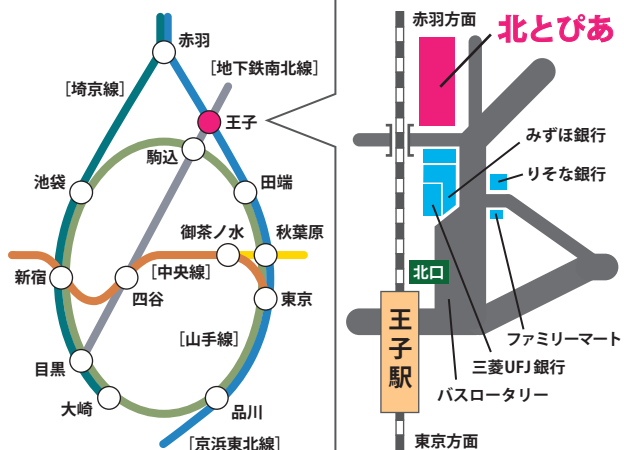 赤羽
[地下鉄南北線]
[埼京線]
王子
駒込
池袋
田端
御茶ノ水
秋葉原
新宿
[中央線]
四谷
東京
[山手線]
目黒
大崎
品川
[京浜東北線]
赤羽方面
北とぴあ
みずほ銀行
りそな銀行
北口
王子駅
ファミリーマート
三菱UFJ銀行
バスロータリー
東京方面